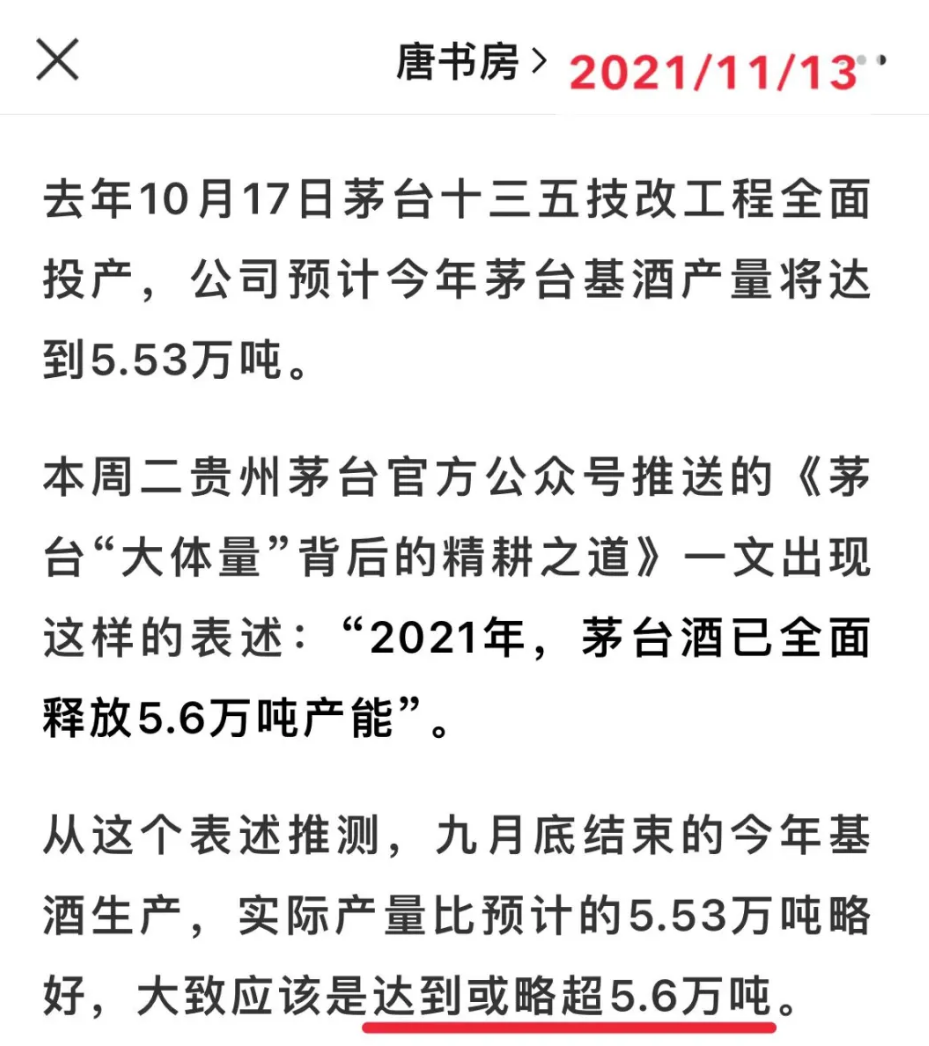 唐书房 2021/11/13
去年10月17日茅台十三五技改工程全面
投产，公司预计今年茅台基酒产量将达
到5.53万吨。
本周二贵州茅台官方公众号推送的《茅
台“大体量”背后的精耕之道》一文出现
这样的表述：“2021年，茅台酒已全面
释放5.6万吨产能”。
从这个表述推测，九月底结束的今年基
酒生产，实际产量比预计的5.53万吨略
好，大致应该是达到或略超5.6万吨。